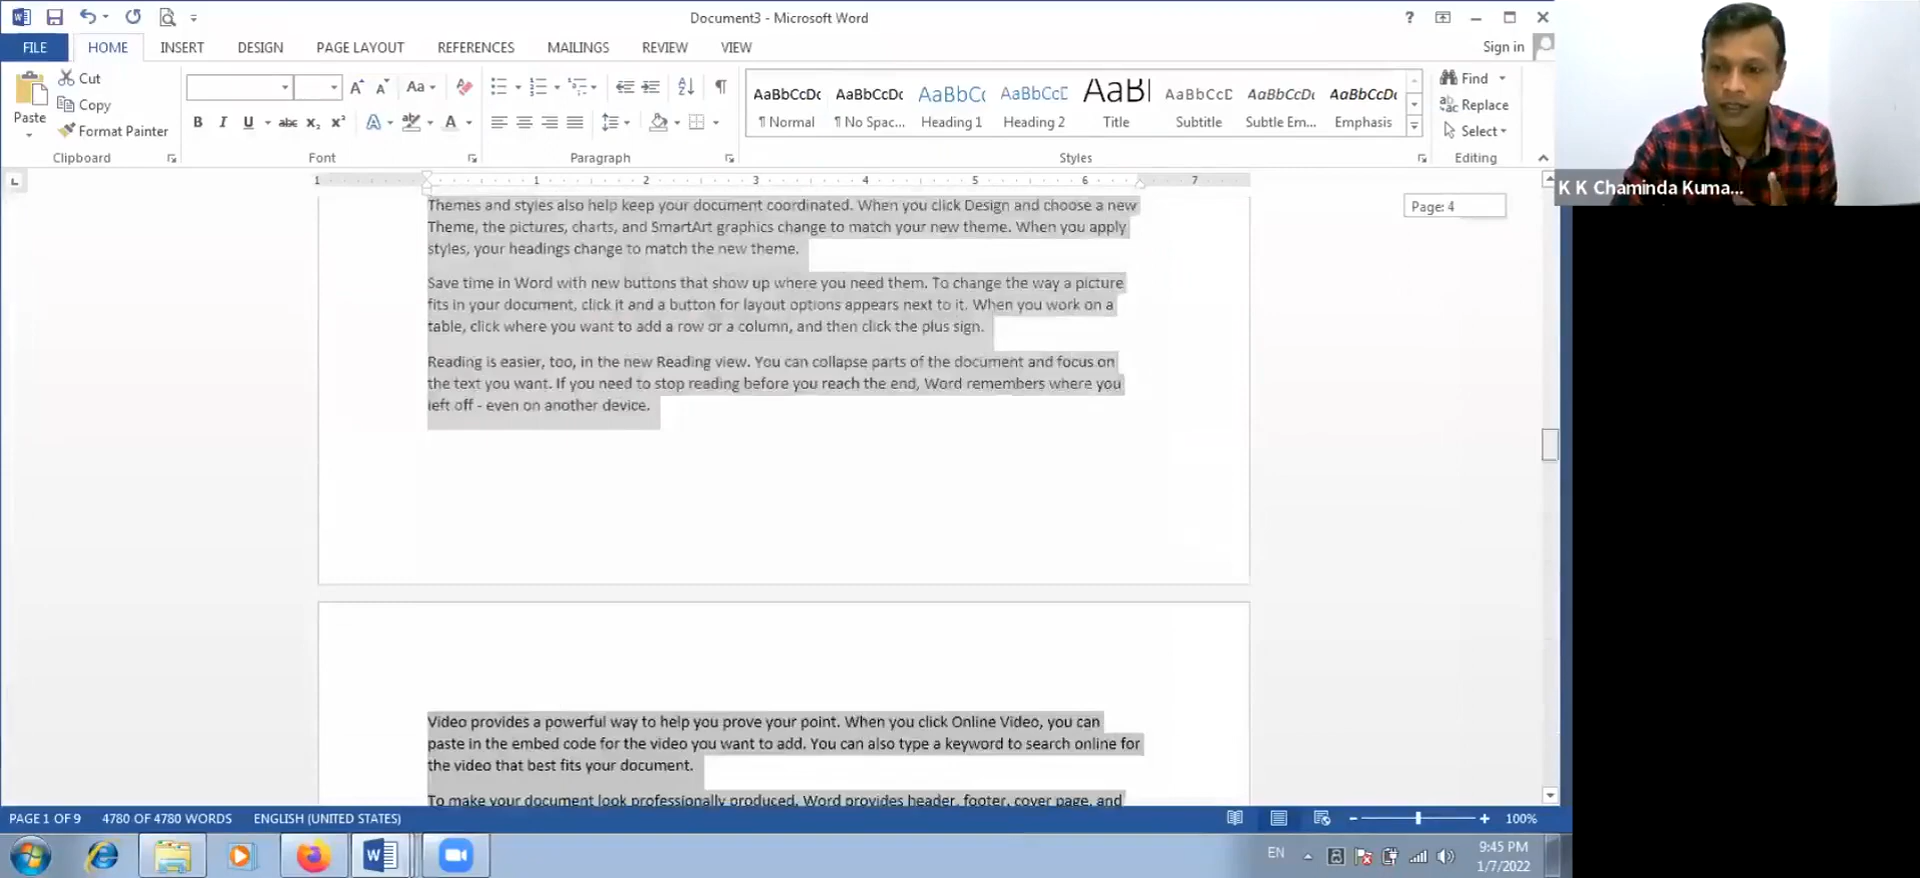 Document3 - Microsoft Word
FILE HOME INSERT DESIGN PAGE LAYOUT REFERENCES MAILINGS REVIEW VIEW Sign in
Paste
Cut
Copy
Format Painter
Clipboard
Font
Paragraph
AaBbCcDc AaBbCcDc AaBbCc AaBbCcD AaBl AaBbCcD AaBbCcDc AaBbCcDc
¶ Normal ¶ No Spac... Heading 1 Heading 2 Title Subtitle Subtle Em... Emphasis
Styles
Find
Replace
Select
Editing
K K Chaminda Kuma...
1 1 2 3 4 5 6 7
Page: 4
Themes and styles also help keep your document coordinated. When you click Design and choose a new
Theme, the pictures, charts, and SmartArt graphics change to match your new theme. When you apply
styles, your headings change to match the new theme.
Save time in Word with new buttons that show up where you need them. To change the way a picture
fits in your document, click it and a button for layout options appears next to it. When you work on a
table, click where you want to add a row or a column, and then click the plus sign.
Reading is easier, too, in the new Reading view. You can collapse parts of the document and focus on
the text you want. If you need to stop reading before you reach the end, Word remembers where you
left off - even on another device.
Video provides a powerful way to help you prove your point. When you click Online Video, you can
paste in the embed code for the video you want to add. You can also type a keyword to search online for
the video that best fits your document.
To make your document look professionally produced, Word provides header, footer, cover page, and
PAGE 1 OF 9 4780 OF 4780 WORDS ENGLISH (UNITED STATES) 100%
EN
9:45 PM
1/7/2022